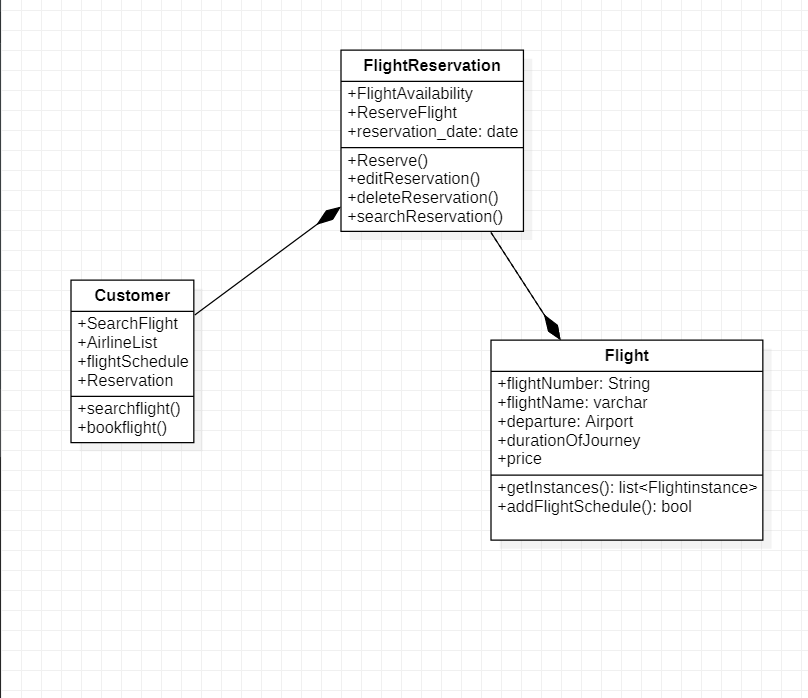 FlightReservation
+FlightAvailability
+ReserveFlight
+reservation_date: date
+Reserve()
+editReservation()
+deleteReservation()
+searchReservation()
Customer
+SearchFlight
+AirlineList
+flightSchedule
+Reservation
+searchflight()
+bookflight()
Flight
+flightNumber: String
+flightName: varchar
+departure: Airport
+durationOfJourney
+price
+getInstances(): list<Flightinstance>
+addFlightSchedule(): bool